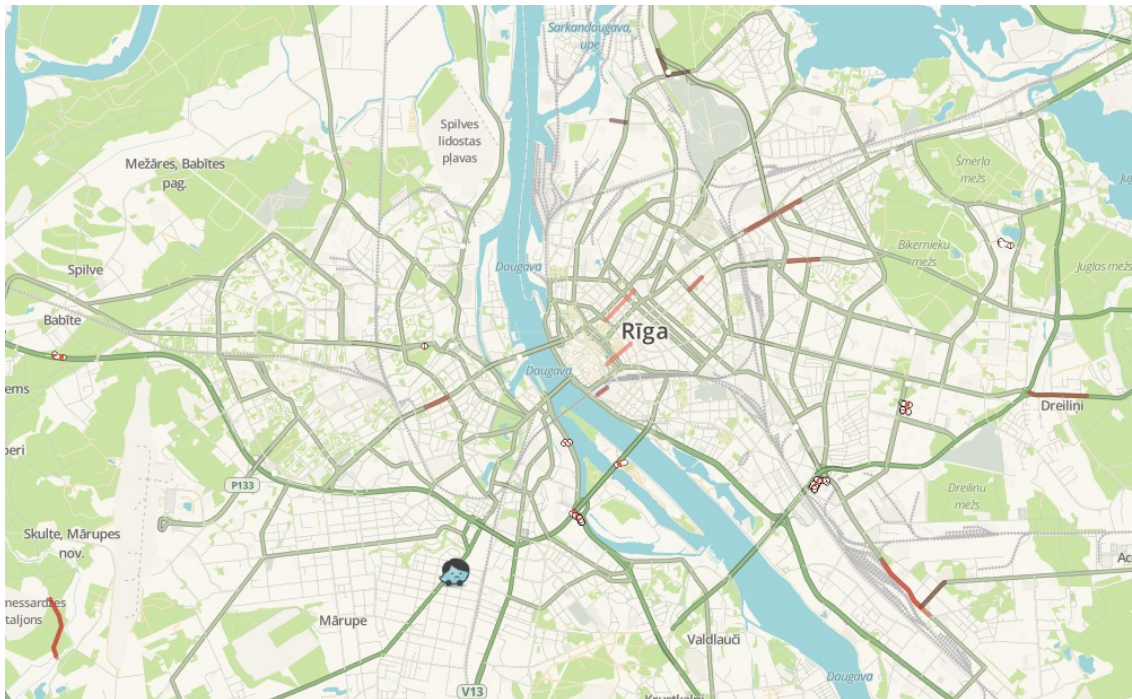 Sarkandaugava,
upe
Spilves
lidostas
pļavas
Mežāres, Babītes
pag.
Šmerļa
mežs
Spilve
Daugava
Biķernieku
mežs
Juglas mežs
Babīte
Rīga
Daugava
Dreiliņi
P133
Dreiliņu
mežs
Skulte, Mārupes
nov.
Mārupe
Valdlauči
Daugava
V13